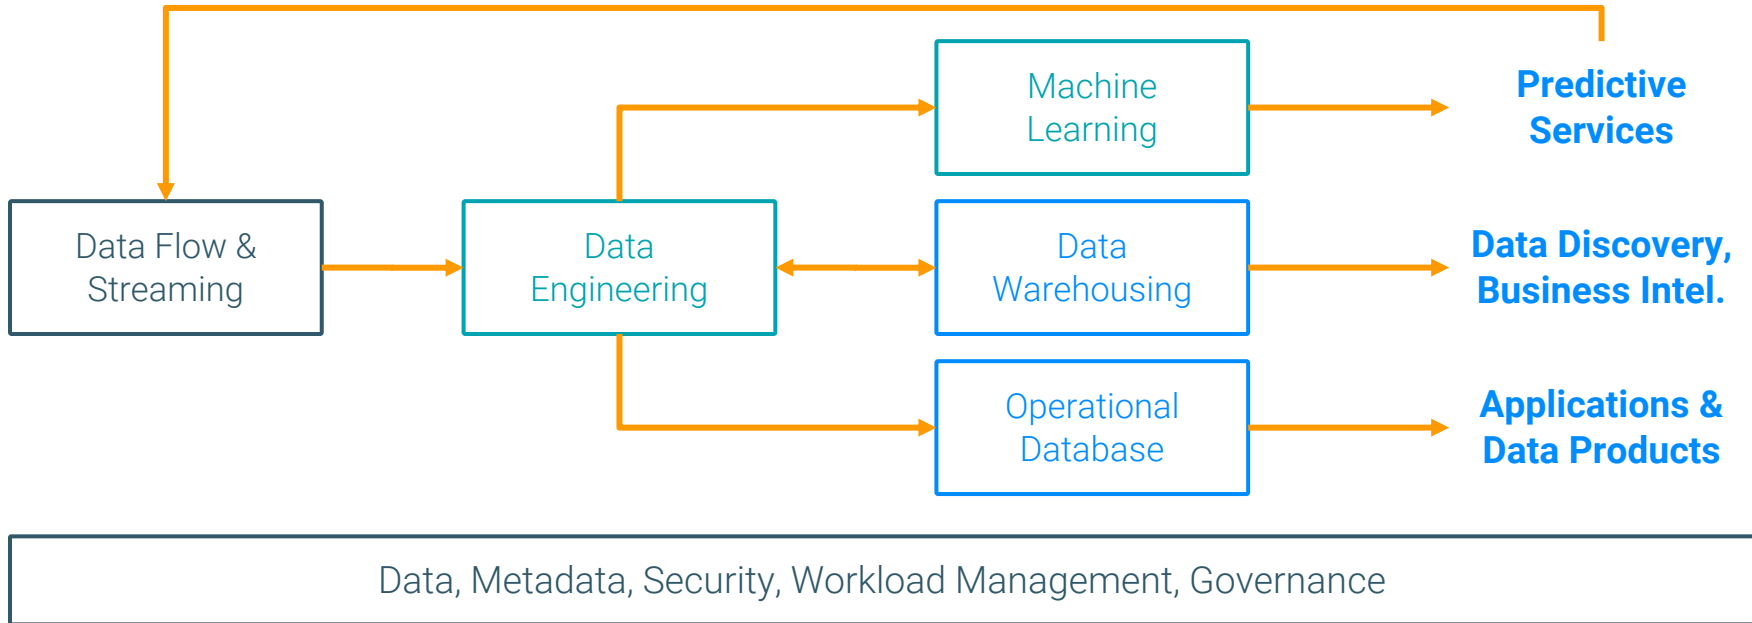 Machine
Learning
Predictive
Services
Data Flow &
Streaming
Data
Engineering
Data
Warehousing
Data Discovery,
Business Intel.
Operational
Database
Applications &
Data Products
Data, Metadata, Security, Workload Management, Governance